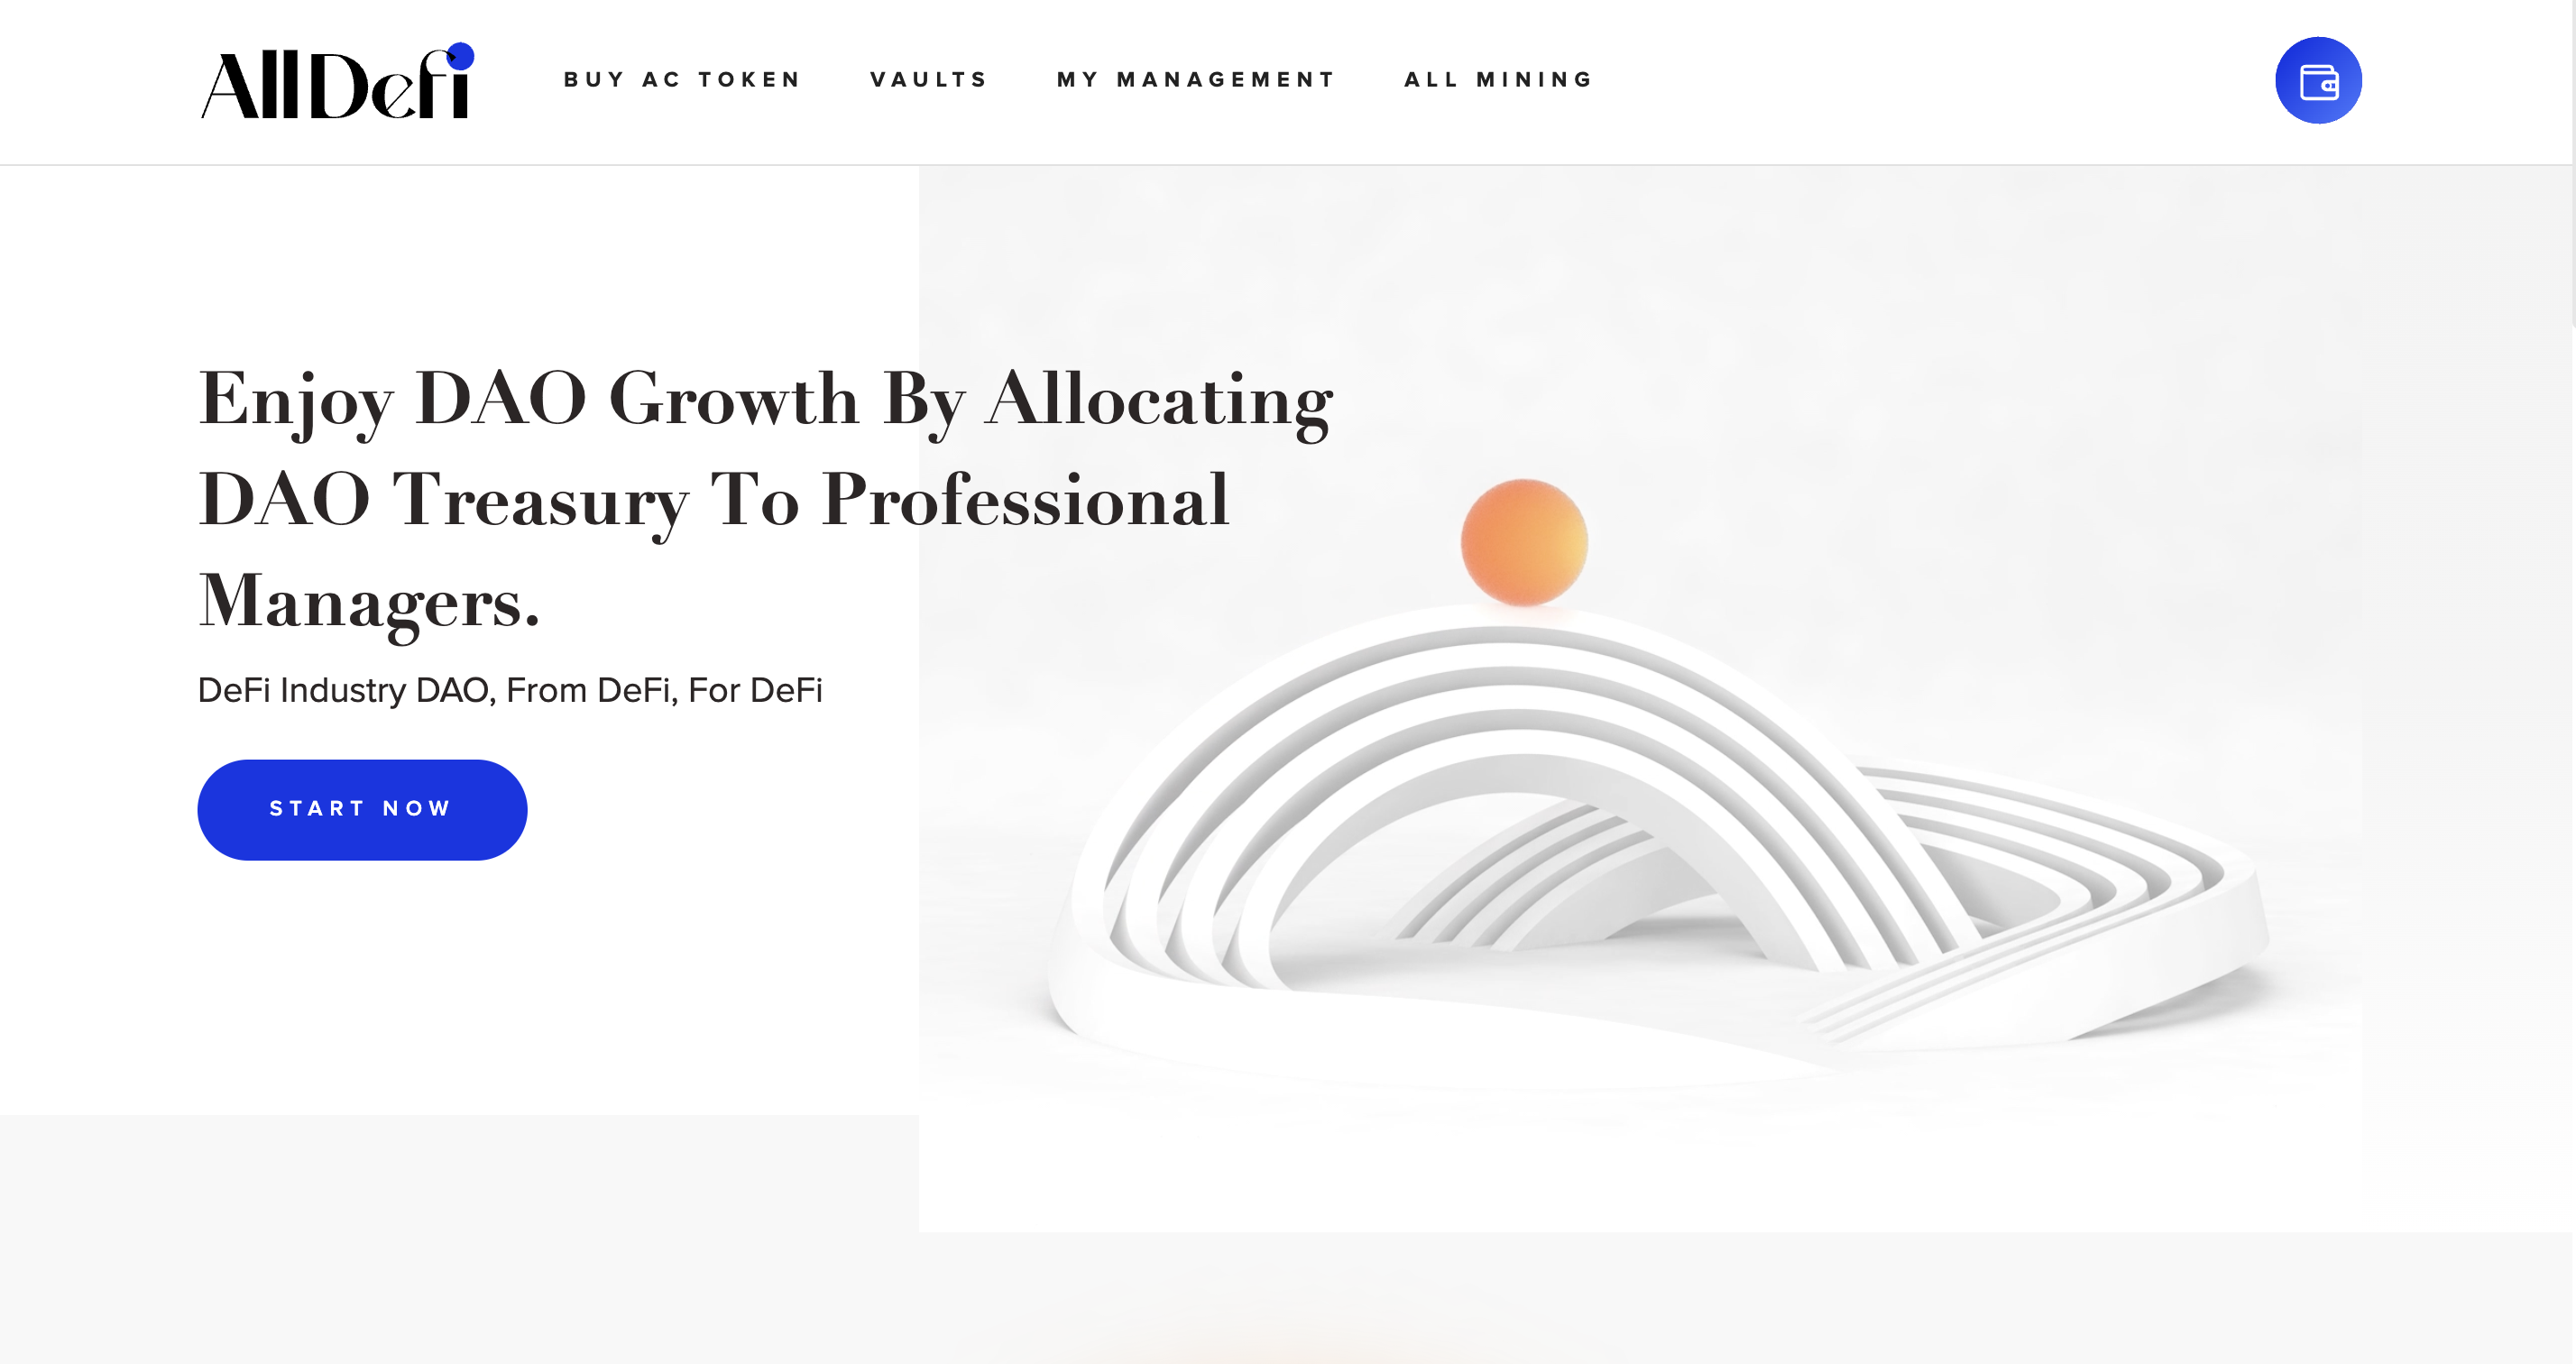 AllDefi
BUY AC TOKEN
VAULTS
MY MANAGEMENT
ALL MINING
Enjoy DAO Growth By Allocating
DAO Treasury To Professional
Managers.
DeFi Industry DAO, From DeFi, For DeFi
START NOW